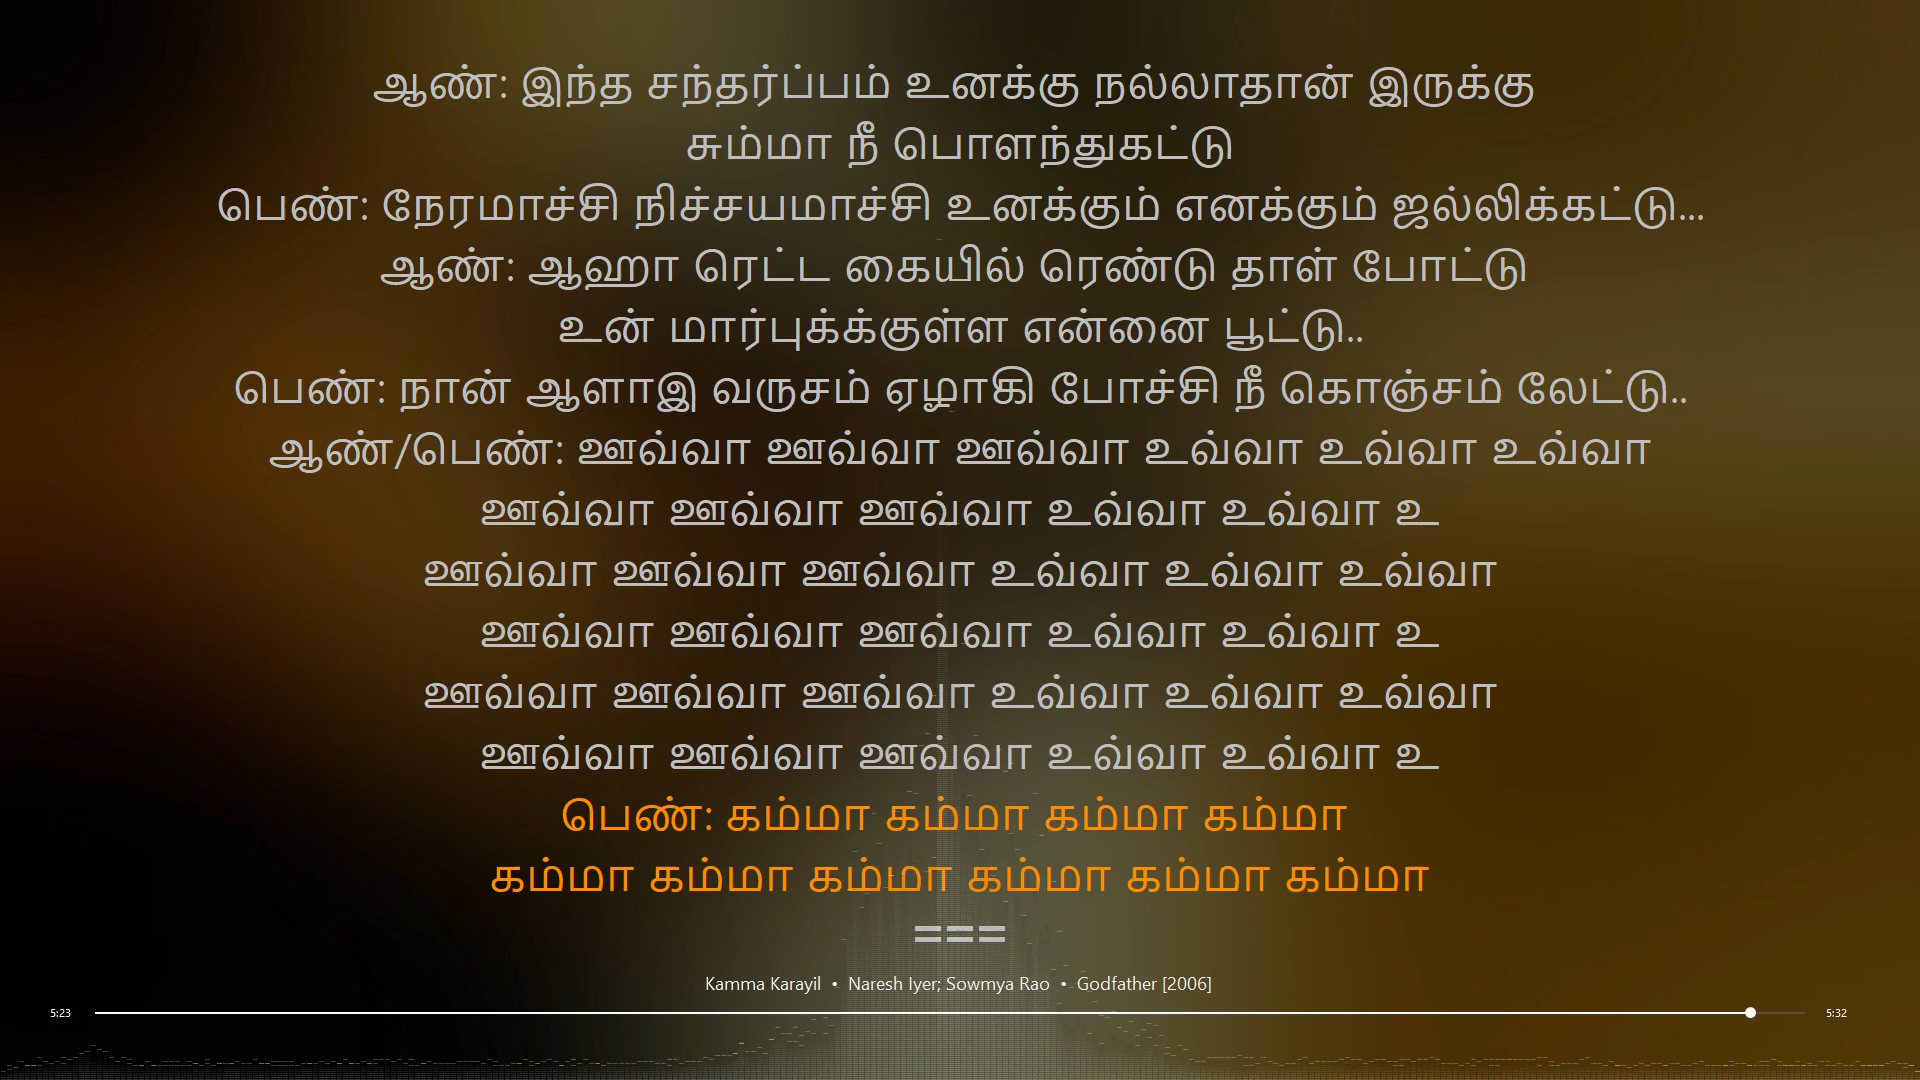 ஆண்: இந்த சந்தர்ப்பம் உனக்கு நல்லாதான் இருக்கு
சும்மா நீ பொளந்துகட்டு
பெண்: நேரமாச்சி நிச்சயமாச்சி உனக்கும் எனக்கும் ஜல்லிக்கட்டு...
ஆண்: ஆஹா ரெட்ட கையில் ரெண்டு தாள் போட்டு
உன் மார்புக்க்குள்ள என்னை பூட்டு..
பெண்: நான் ஆளாஇ வருசம் ஏழாகி போச்சி நீ கொஞ்சம் லேட்டு..
ஆண்/பெண்: ஊவ்வா ஊவ்வா ஊவ்வா உவ்வா உவ்வா உவ்வா
ஊவ்வா ஊவ்வா ஊவ்வா உவ்வா உவ்வா உ
ஊவ்வா ஊவ்வா ஊவ்வா உவ்வா உவ்வா உவ்வா
ஊவ்வா ஊவ்வா ஊவ்வா உவ்வா உவ்வா உ
ஊவ்வா ஊவ்வா ஊவ்வா உவ்வா உவ்வா உவ்வா
ஊவ்வா ஊவ்வா ஊவ்வா உவ்வா உவ்வா உ
பெண்: கம்மா கம்மா கம்மா கம்மா
கம்மா கம்மா கம்மா கம்மா கம்மா கம்மா
===
Kamma Karayil • Naresh Iyer; Sowmya Rao • Godfather [2006]
5:23 5:32